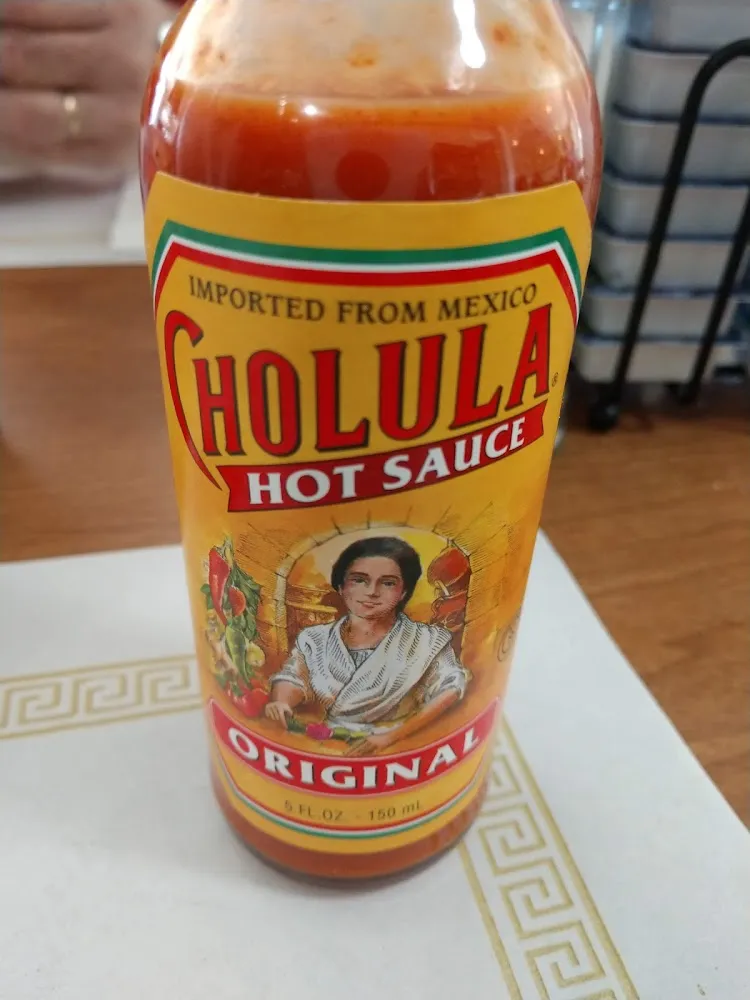 IMPORTED FROM MEXICO
CHOLULA®
HOT SAUCE
ORIGINAL
5 FL. OZ. - 150 mL